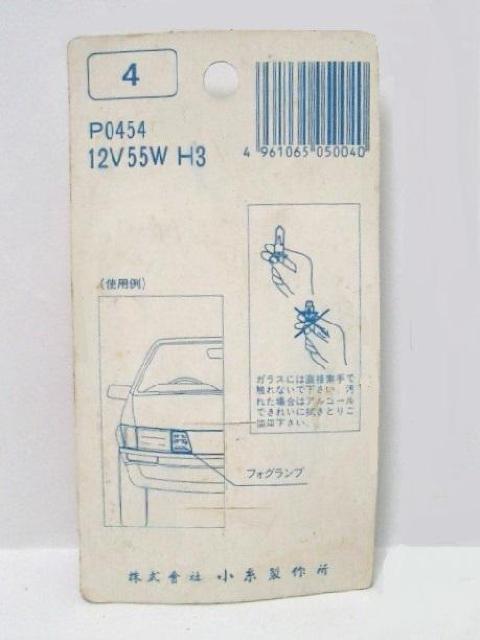 4
P0454
12V55W H3
4 961065 050040
(使用例)
ガラスには直接素手で
触れないで下さい。汚
れた場合はアルコール
できれいに拭きとりご
使用下さい。
フォグランプ
株式會社 小糸製作所